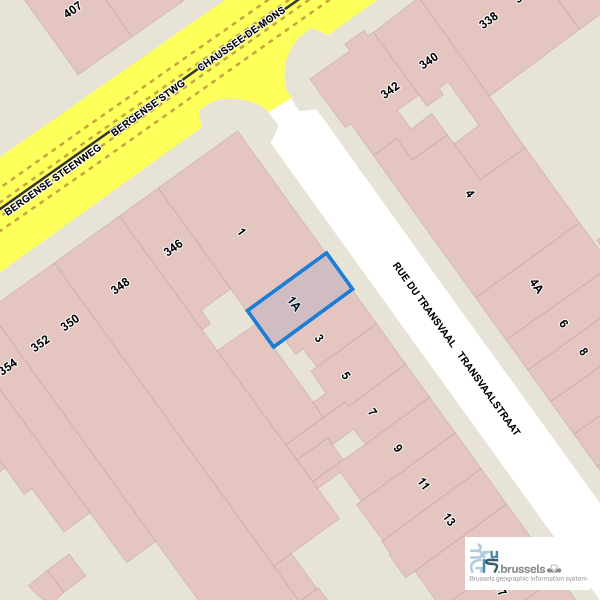 407
CHAUSSEE DE MONS
BERGENSE STWG
BERGENSE STEENWEG
338
340
342
4
4A
6
8
1
346
348
350
352
354
1A
3
5
7
9
11
13
RUE DU TRANSVAAL TRANSVAALSTRAAT
BruGIS.brussels
Brussels geographic information system